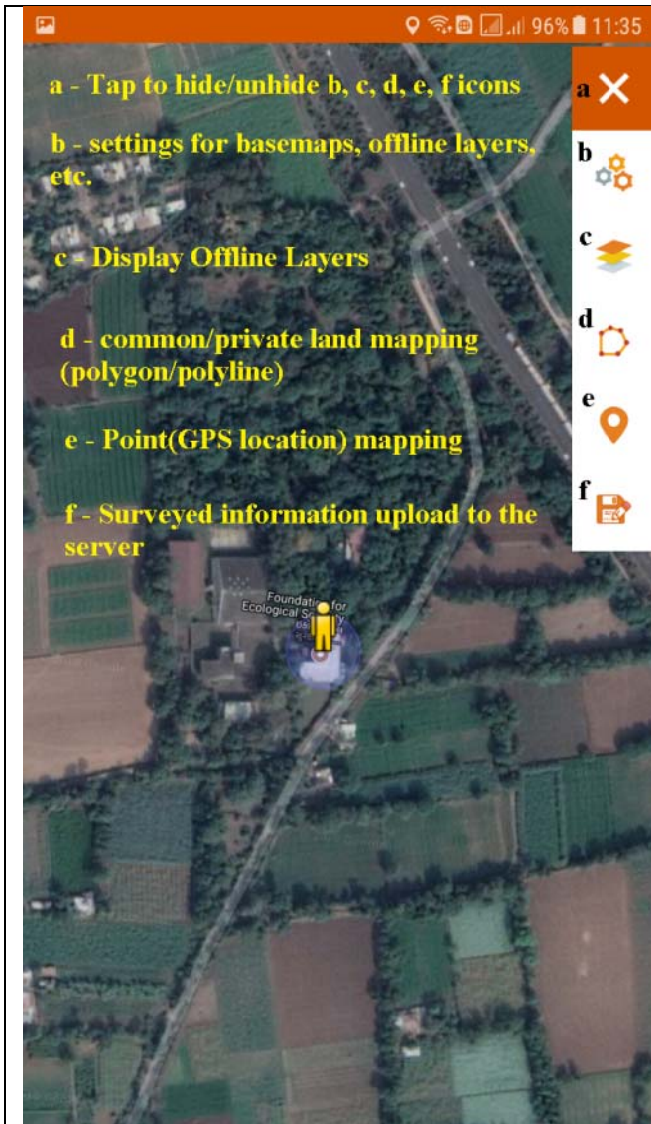 96% 11:35
a - Tap to hide/unhide b, c, d, e, f icons
a
b - settings for basemaps, offline layers,
etc.
b
c - Display Offline Layers
c
d - common/private land mapping
(polygon/polyline)
d
e - Point(GPS location) mapping
e
f - Surveyed information upload to the
server
f
Foundation for
Ecological